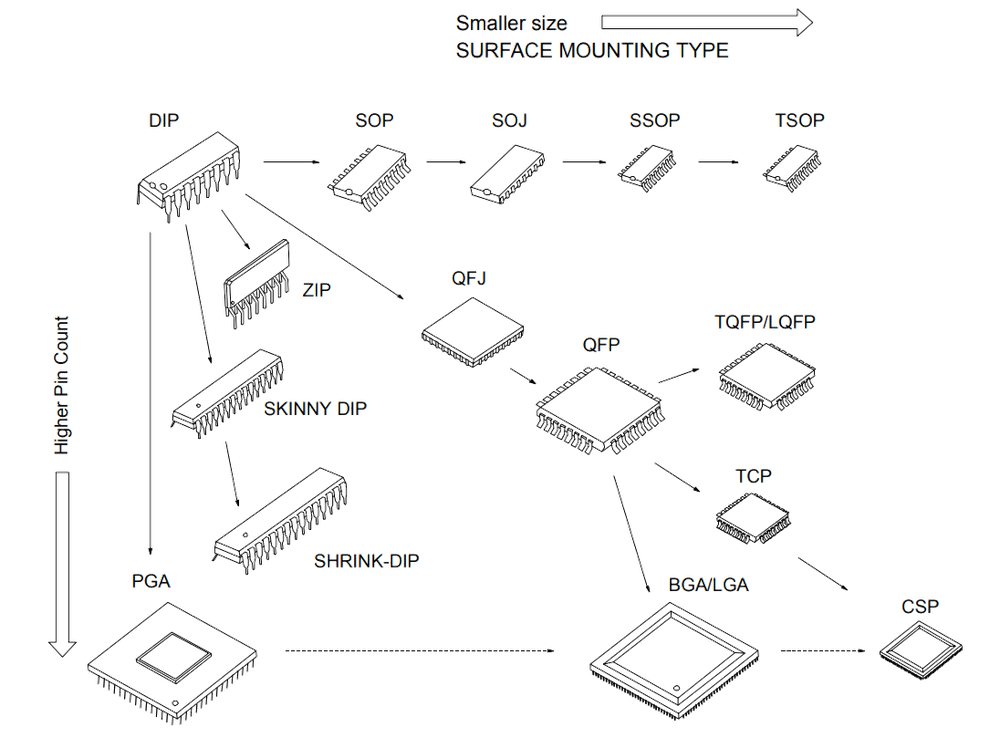 Smaller size
SURFACE MOUNTING TYPE
DIP
SOP
SOJ
SSOP
TSOP
ZIP
QFJ
TQFP/LQFP
QFP
Higher Pin Count
SKINNY DIP
TCP
SHRINK-DIP
PGA
BGA/LGA
CSP